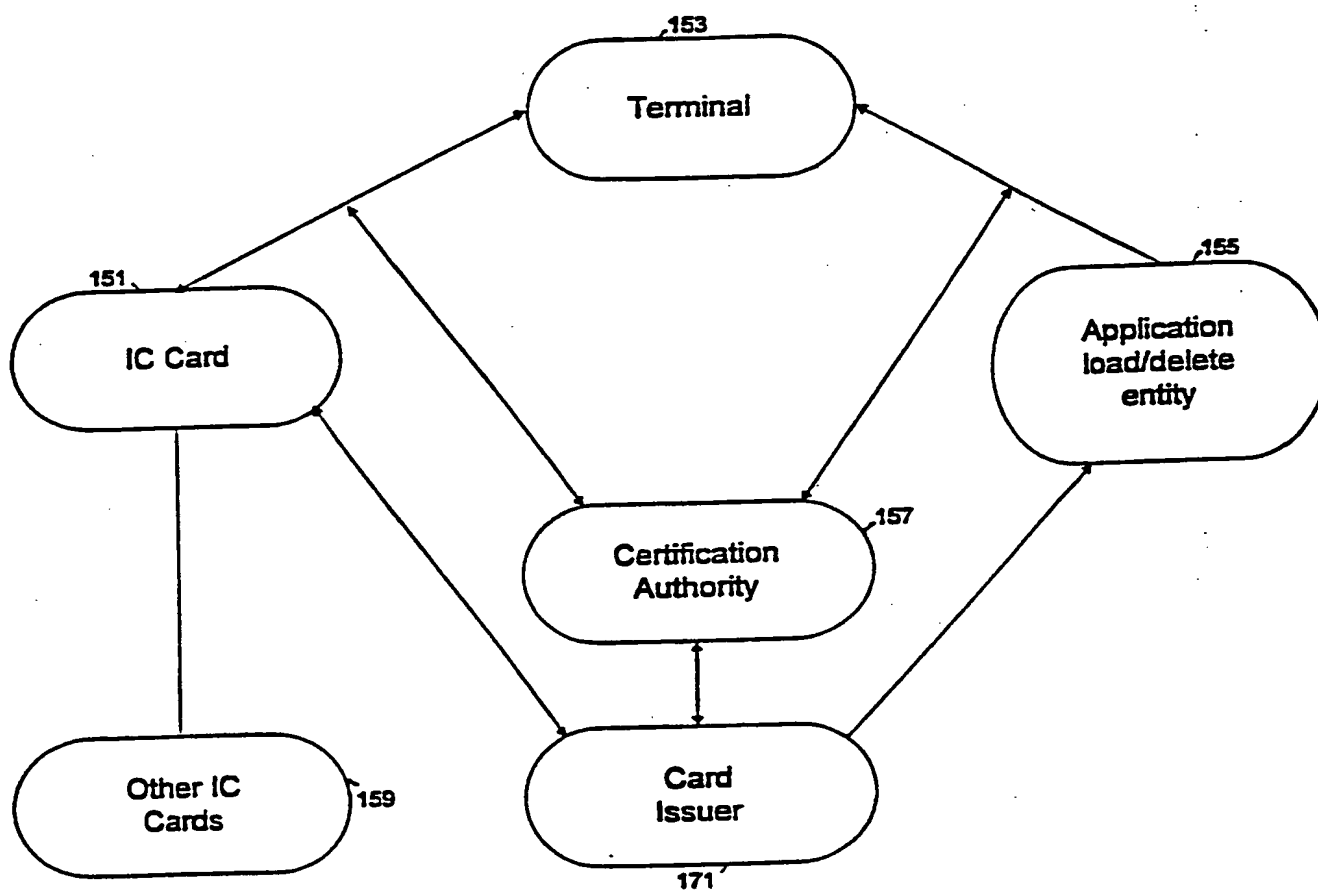 153
Terminal
155
Application
load/delete
entity
151
IC Card
157
Certification
Authority
Other IC
Cards
159
Card
Issuer
171